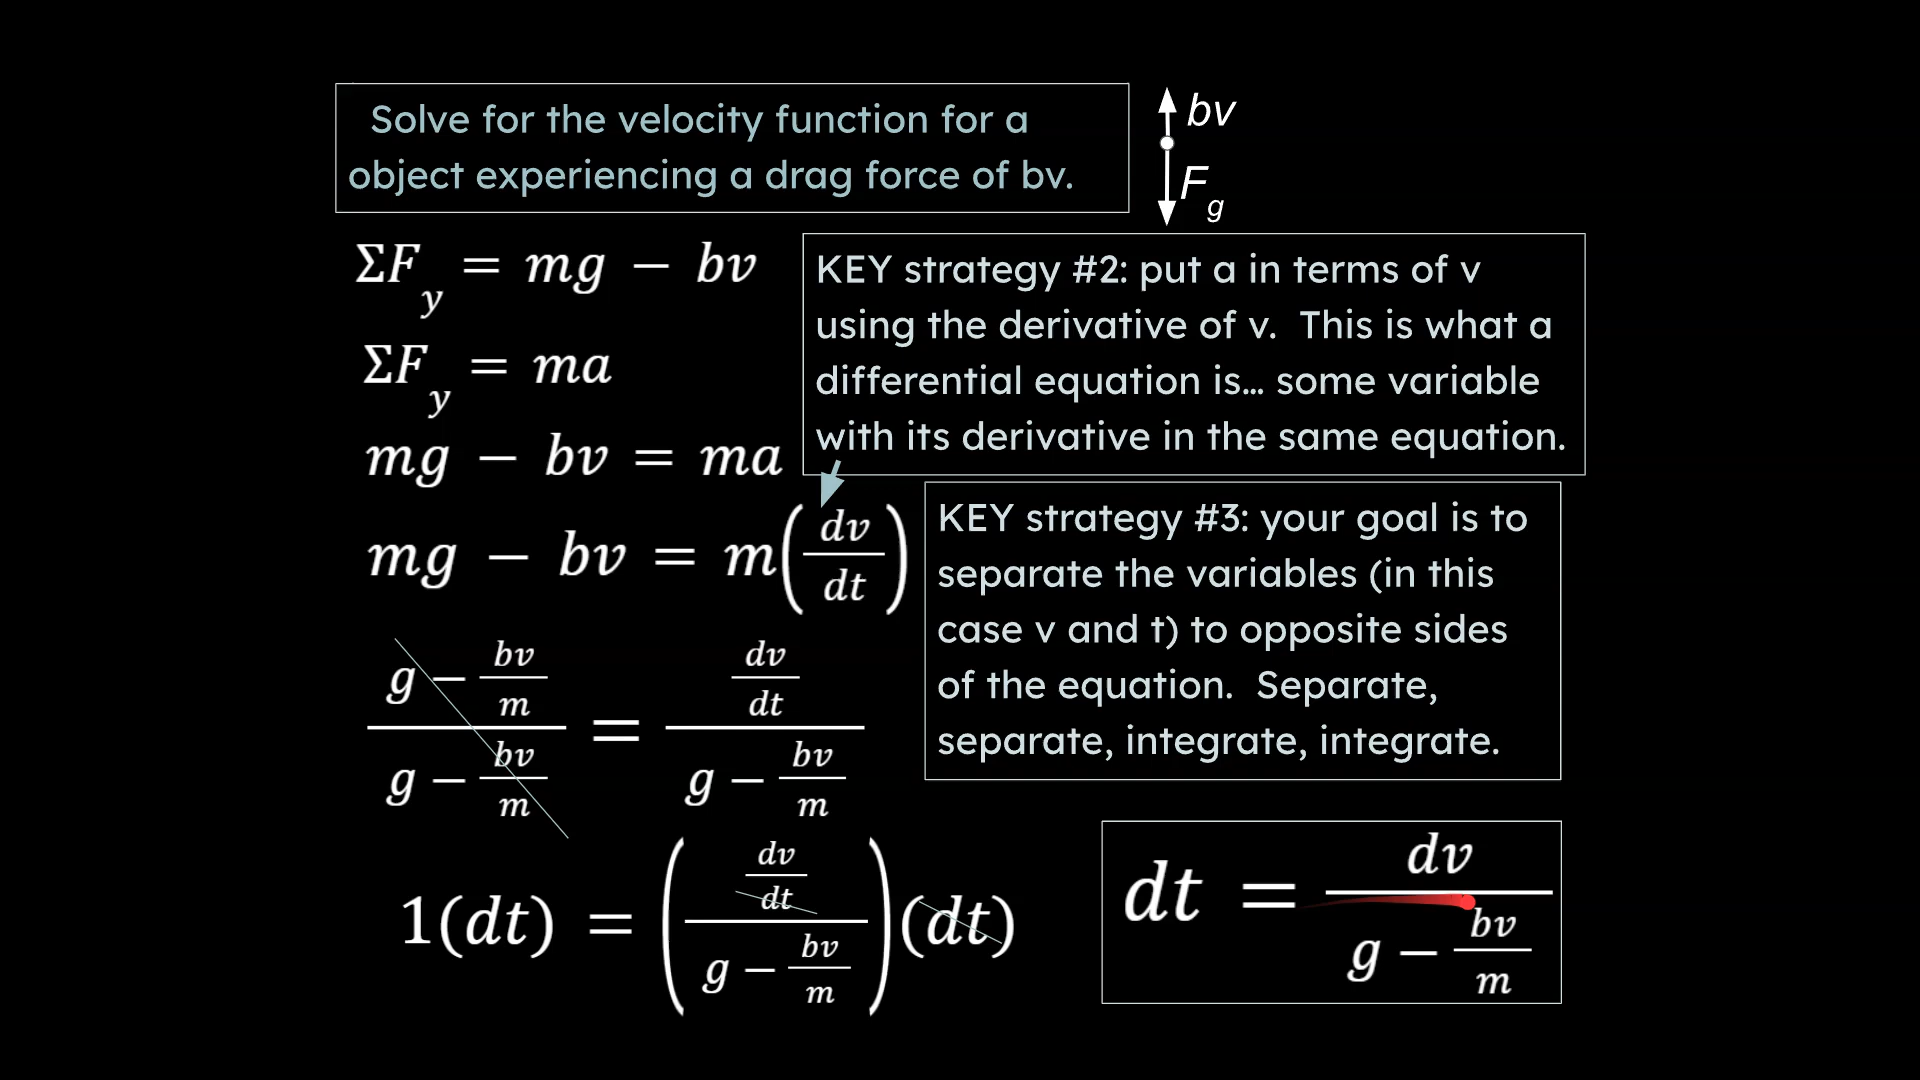 Solve for the velocity function for a
object experiencing a drag force of bv.
bv
F_g
ΣF_y = mg − bv
ΣF_y = ma
mg − bv = ma
mg − bv = m(dv/dt)
KEY strategy #2: put a in terms of v
using the derivative of v.  This is what a
differential equation is... some variable
with its derivative in the same equation.
KEY strategy #3: your goal is to
separate the variables (in this
case v and t) to opposite sides
of the equation.  Separate,
separate, integrate, integrate.
(g − bv/m)/(g − bv/m) = (dv/dt)/(g − bv/m)
1(dt) = ((dv/dt)/(g − bv/m))(dt)
dt = dv/(g − bv/m)